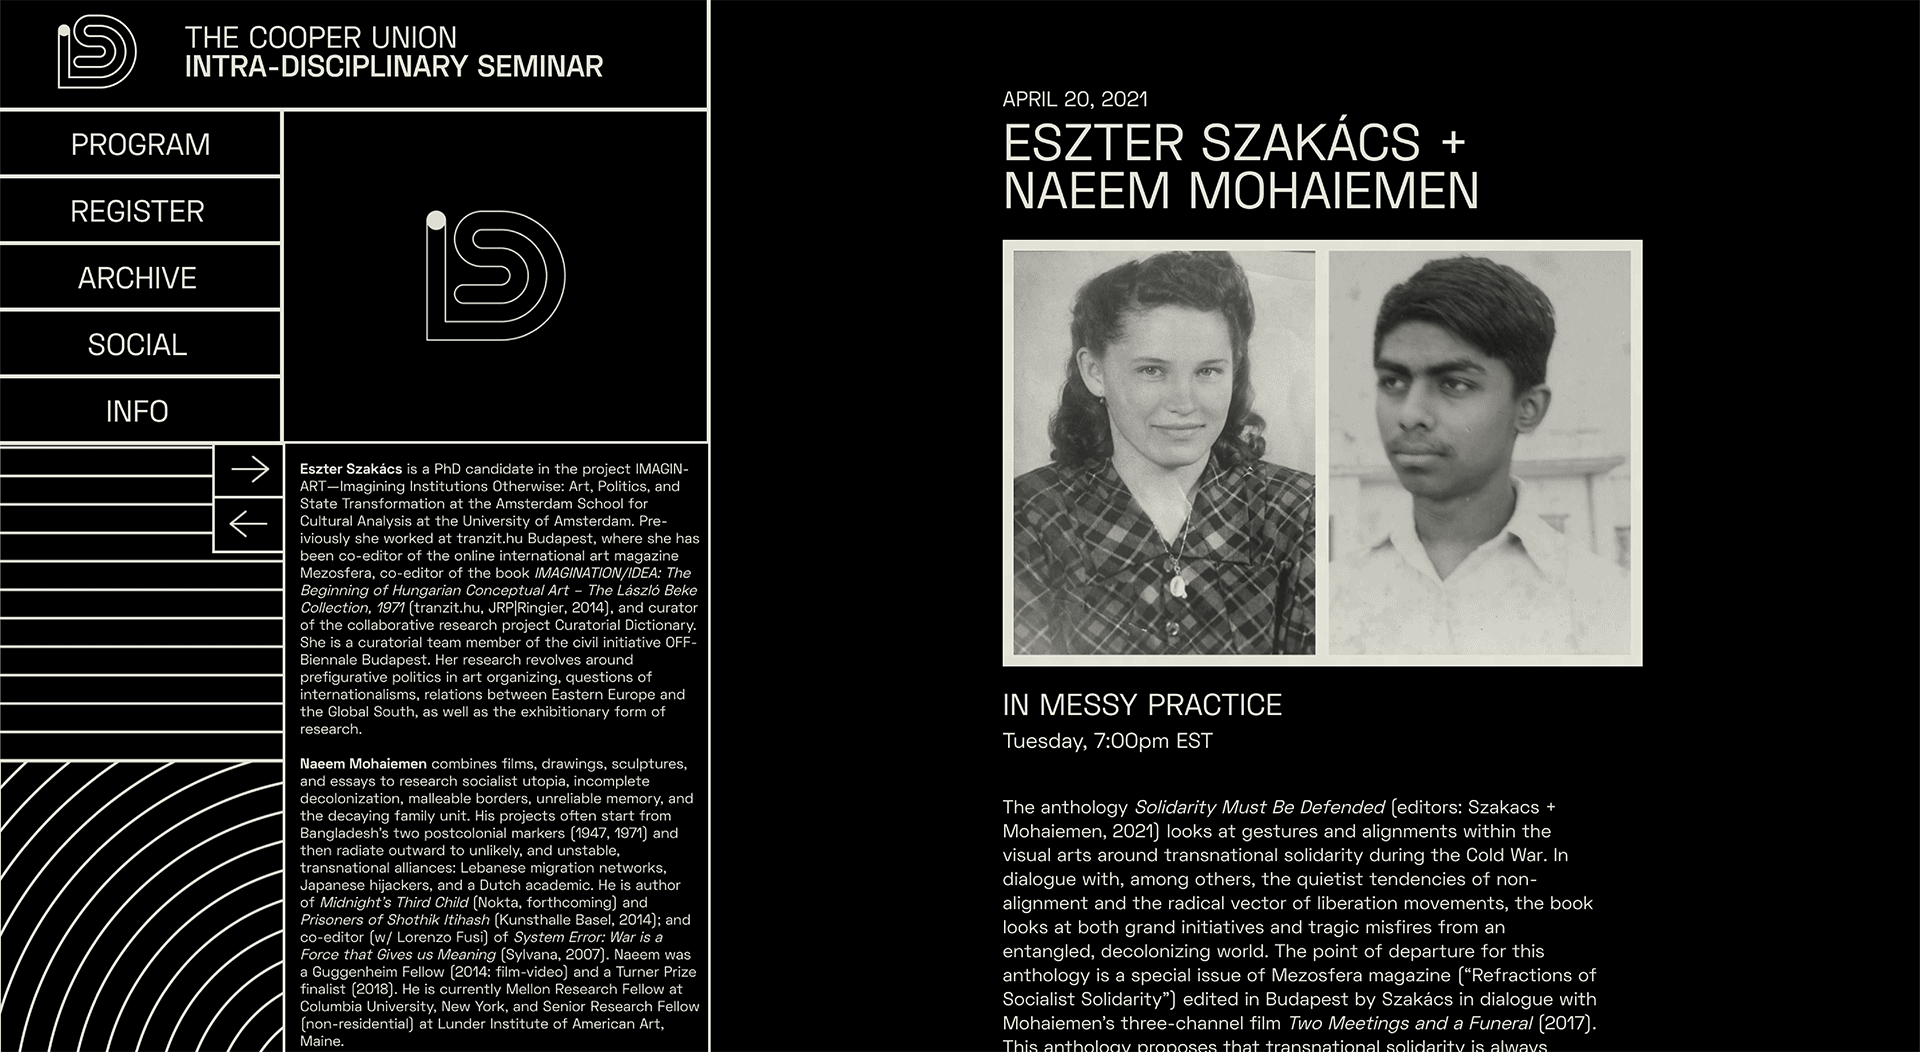 THE COOPER UNION
INTRA-DISCIPLINARY SEMINAR
PROGRAM
REGISTER
ARCHIVE
SOCIAL
INFO
Eszter Szakács is a PhD candidate in the project IMAGIN-
ART—Imagining Institutions Otherwise: Art, Politics, and
State Transformation at the Amsterdam School for
Cultural Analysis at the University of Amsterdam. Pre-
iviously she worked at tranzit.hu Budapest, where she has
been co-editor of the online international art magazine
Mezosfera, co-editor of the book IMAGINATION/IDEA: The
Beginning of Hungarian Conceptual Art – The László Beke
Collection, 1971 (tranzit.hu, JRP|Ringier, 2014), and curator
of the collaborative research project Curatorial Dictionary.
She is a curatorial team member of the civil initiative OFF-
Biennale Budapest. Her research revolves around
prefigurative politics in art organizing, questions of
internationalisms, relations between Eastern Europe and
the Global South, as well as the exhibitionary form of
research.
Naeem Mohaiemen combines films, drawings, sculptures,
and essays to research socialist utopia, incomplete
decolonization, malleable borders, unreliable memory, and
the decaying family unit. His projects often start from
Bangladesh's two postcolonial markers (1947, 1971) and
then radiate outward to unlikely, and unstable,
transnational alliances: Lebanese migration networks,
Japanese hijackers, and a Dutch academic. He is author
of Midnight's Third Child (Nokta, forthcoming) and
Prisoners of Shothik Itihash (Kunsthalle Basel, 2014); and
co-editor (w/ Lorenzo Fusi) of System Error: War is a
Force that Gives us Meaning (Sylvana, 2007). Naeem was
a Guggenheim Fellow (2014: film-video) and a Turner Prize
finalist (2018). He is currently Mellon Research Fellow at
Columbia University, New York, and Senior Research Fellow
(non-residential) at Lunder Institute of American Art,
Maine.
APRIL 20, 2021
ESZTER SZAKÁCS +
NAEEM MOHAIEMEN
IN MESSY PRACTICE
Tuesday, 7:00pm EST
The anthology Solidarity Must Be Defended (editors: Szakacs +
Mohaiemen, 2021) looks at gestures and alignments within the
visual arts around transnational solidarity during the Cold War. In
dialogue with, among others, the quietist tendencies of non-
alignment and the radical vector of liberation movements, the book
looks at both grand initiatives and tragic misfires from an
entangled, decolonizing world. The point of departure for this
anthology is a special issue of Mezosfera magazine (“Refractions of
Socialist Solidarity”) edited in Budapest by Szakács in dialogue with
Mohaiemen's three-channel film Two Meetings and a Funeral (2017).
This anthology proposes that transnational solidarity is always